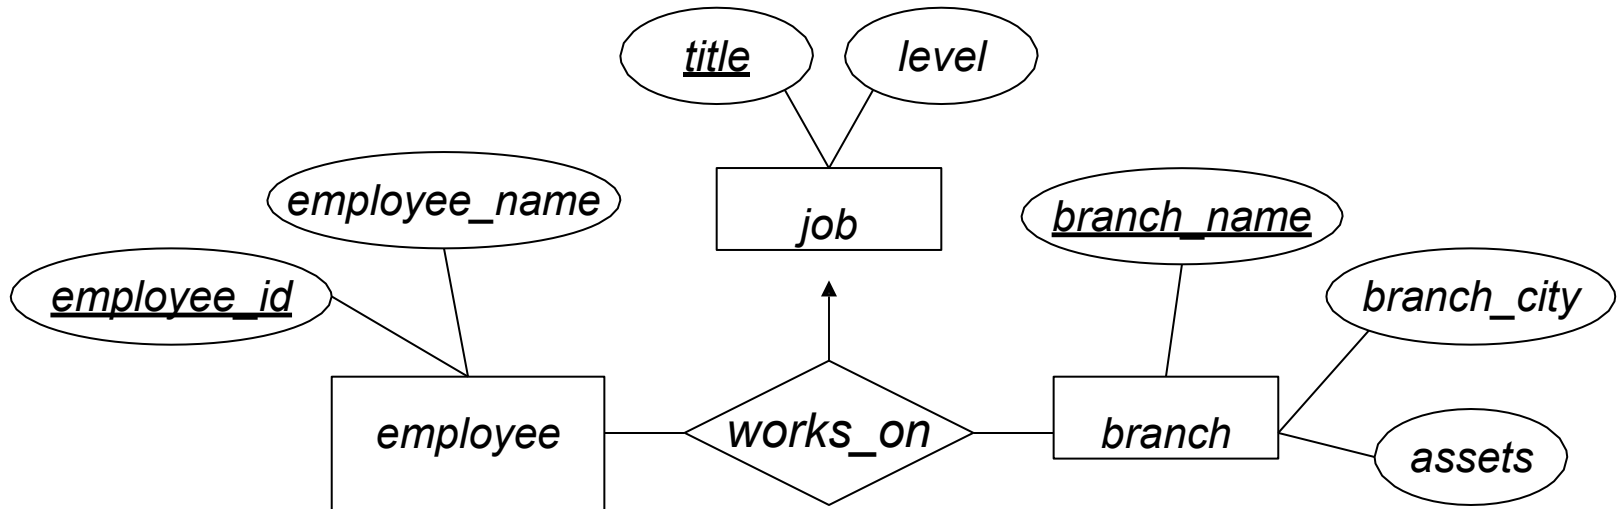 title
level
employee_name
job
branch_name
employee_id
branch_city
employee
works_on
branch
assets